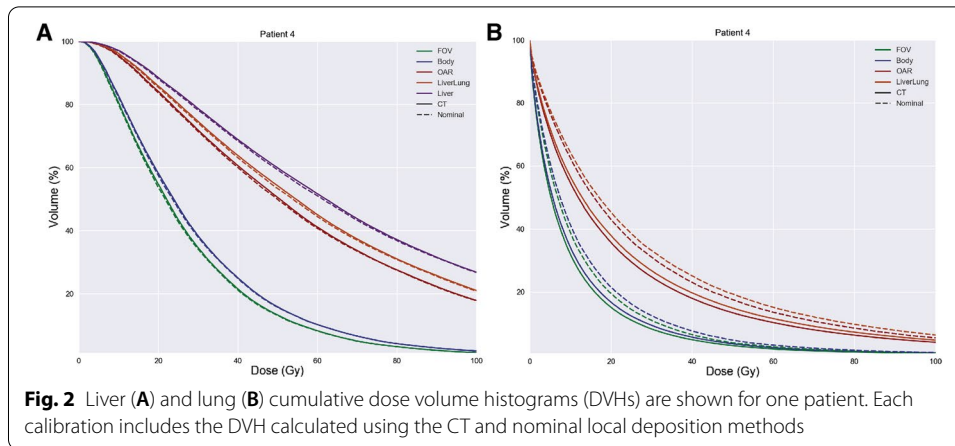 A
Patient 4
FOV
Body
OAR
LiverLung
Liver
CT
Nominal
100
80
60
40
20
Volume (%)
0
20
40
60
80
100
Dose (Gy)
B
Patient 4
FOV
Body
OAR
LiverLung
CT
Nominal
100
80
60
40
20
Volume (%)
0
20
40
60
80
100
Dose (Gy)
Fig. 2 Liver (A) and lung (B) cumulative dose volume histograms (DVHs) are shown for one patient. Each
calibration includes the DVH calculated using the CT and nominal local deposition methods